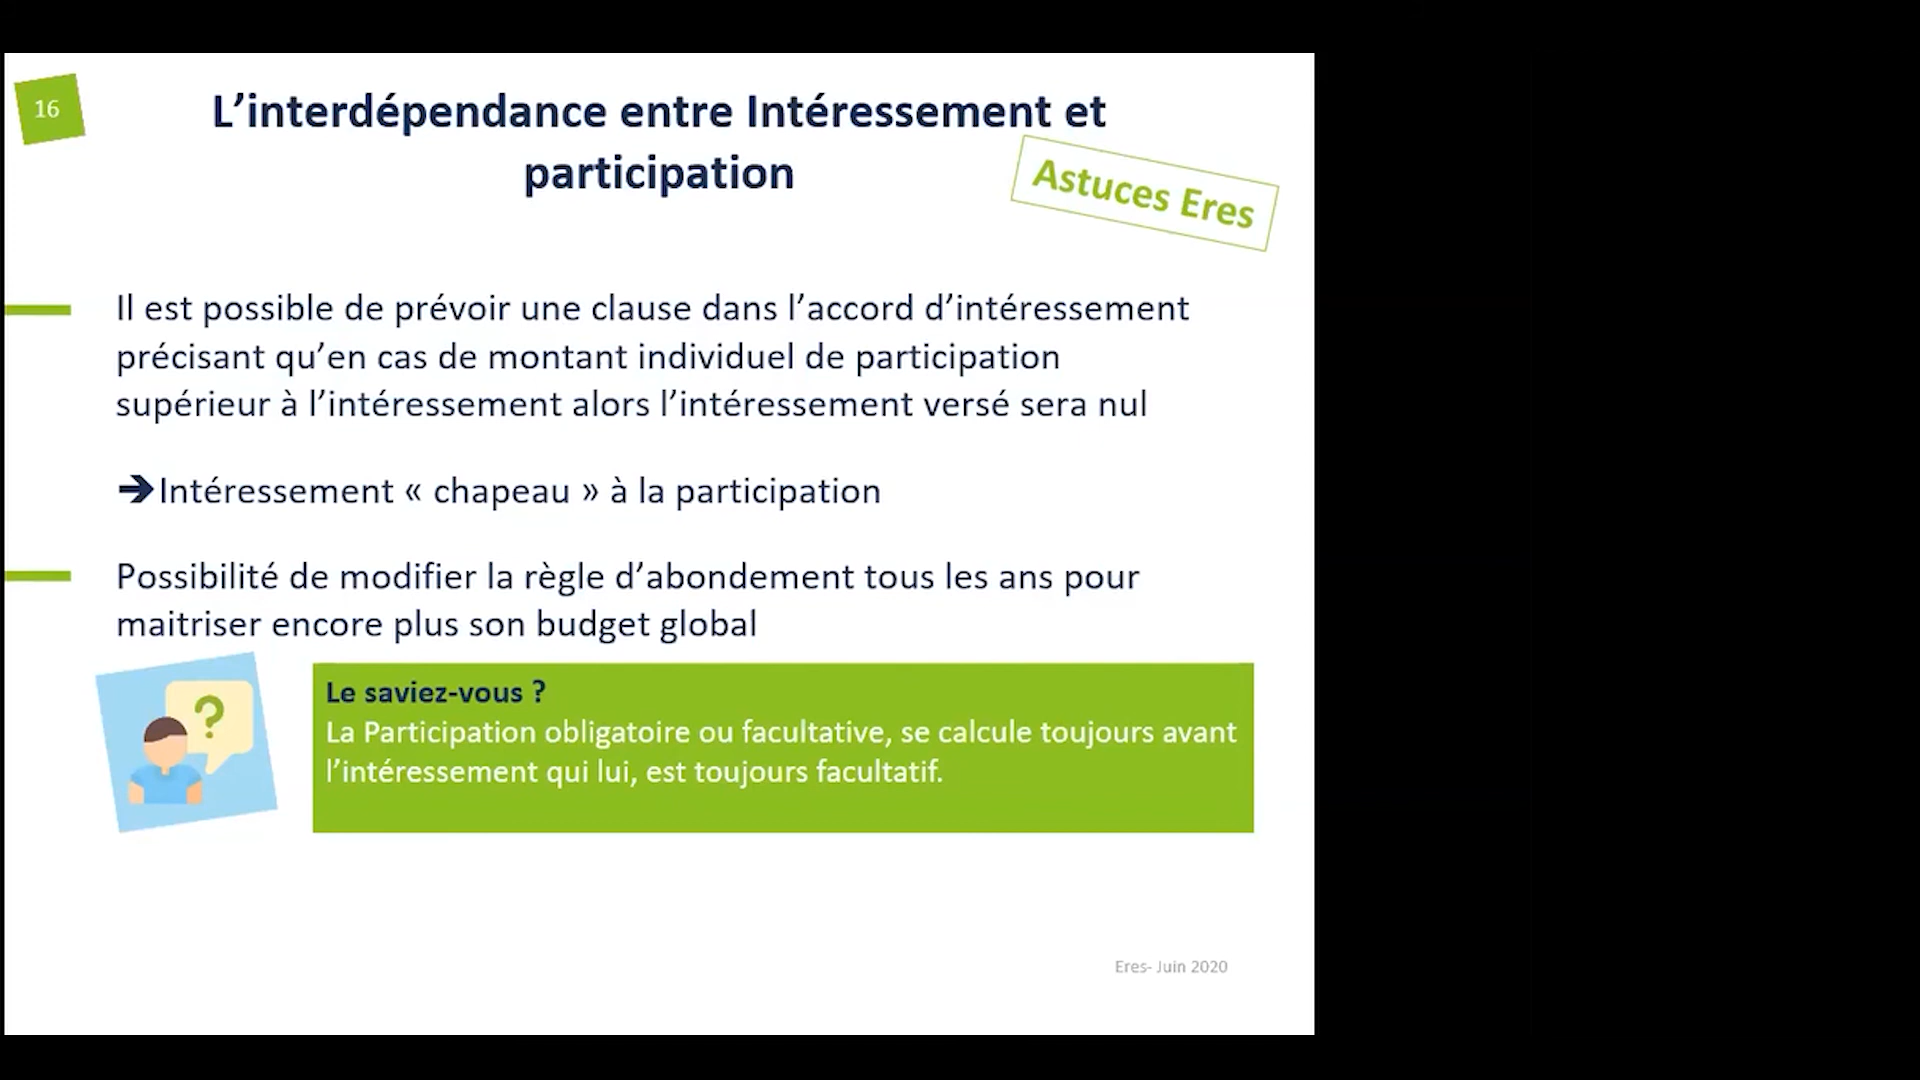 16
L’interdépendance entre Intéressement et
participation
Astuces Eres
Il est possible de prévoir une clause dans l’accord d’intéressement
précisant qu’en cas de montant individuel de participation
supérieur à l’intéressement alors l’intéressement versé sera nul
➔Intéressement « chapeau » à la participation
Possibilité de modifier la règle d’abondement tous les ans pour
maitriser encore plus son budget global
?
Le saviez-vous ?
La Participation obligatoire ou facultative, se calcule toujours avant
l’intéressement qui lui, est toujours facultatif.
Eres- Juin 2020